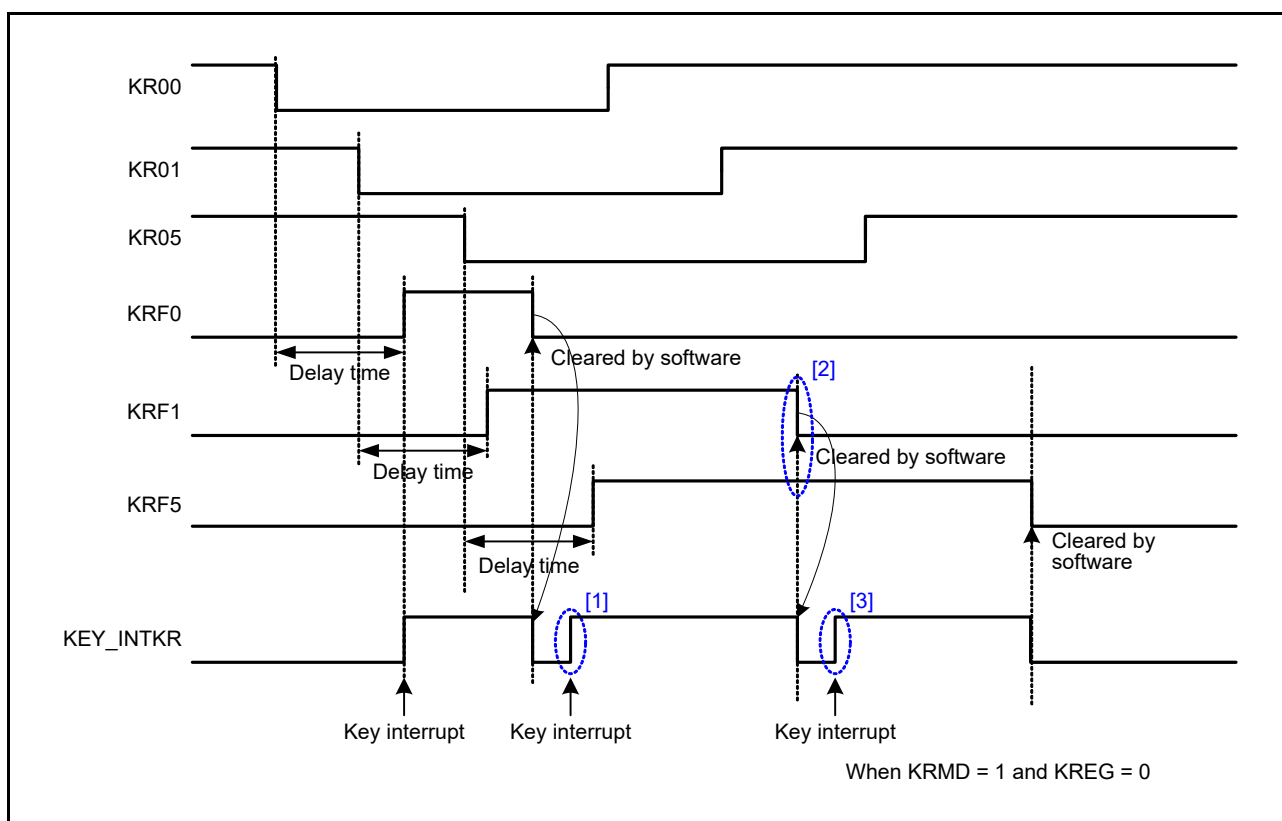 KR00
KR01
KR05
KRF0
Cleared by software
Delay time
[2]
KRF1
Cleared by software
Delay time
KRF5
Cleared by
software
Delay time
[1]
[3]
KEY_INTKR
Key interrupt
Key interrupt
Key interrupt
When KRMD = 1 and KREG = 0